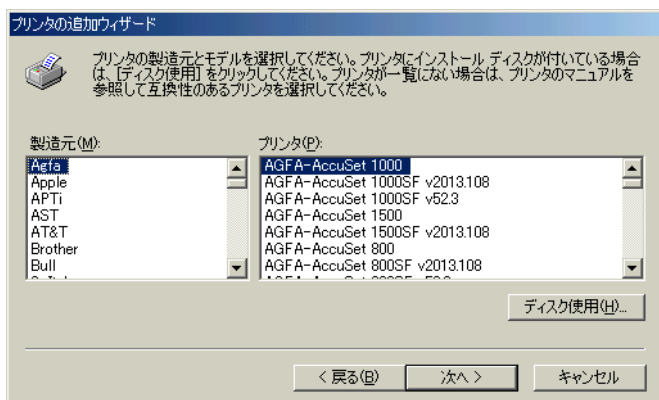 プリンタの追加ウィザード
プリンタの製造元とモデルを選択してください。プリンタにインストール ディスクが付いている場合
は、[ディスク使用] をクリックしてください。プリンタが一覧にない場合は、プリンタのマニュアルを
参照して互換性のあるプリンタを選択してください。
製造元(M):
Agfa
Apple
APTi
AST
AT&T
Brother
Bull
プリンタ(P):
AGFA-AccuSet 1000
AGFA-AccuSet 1000SF v2013.108
AGFA-AccuSet 1000SF v52.3
AGFA-AccuSet 1500
AGFA-AccuSet 1500SF v2013.108
AGFA-AccuSet 800
AGFA-AccuSet 800SF v2013.108
ディスク使用(H)...
< 戻る(B)
次へ >
キャンセル